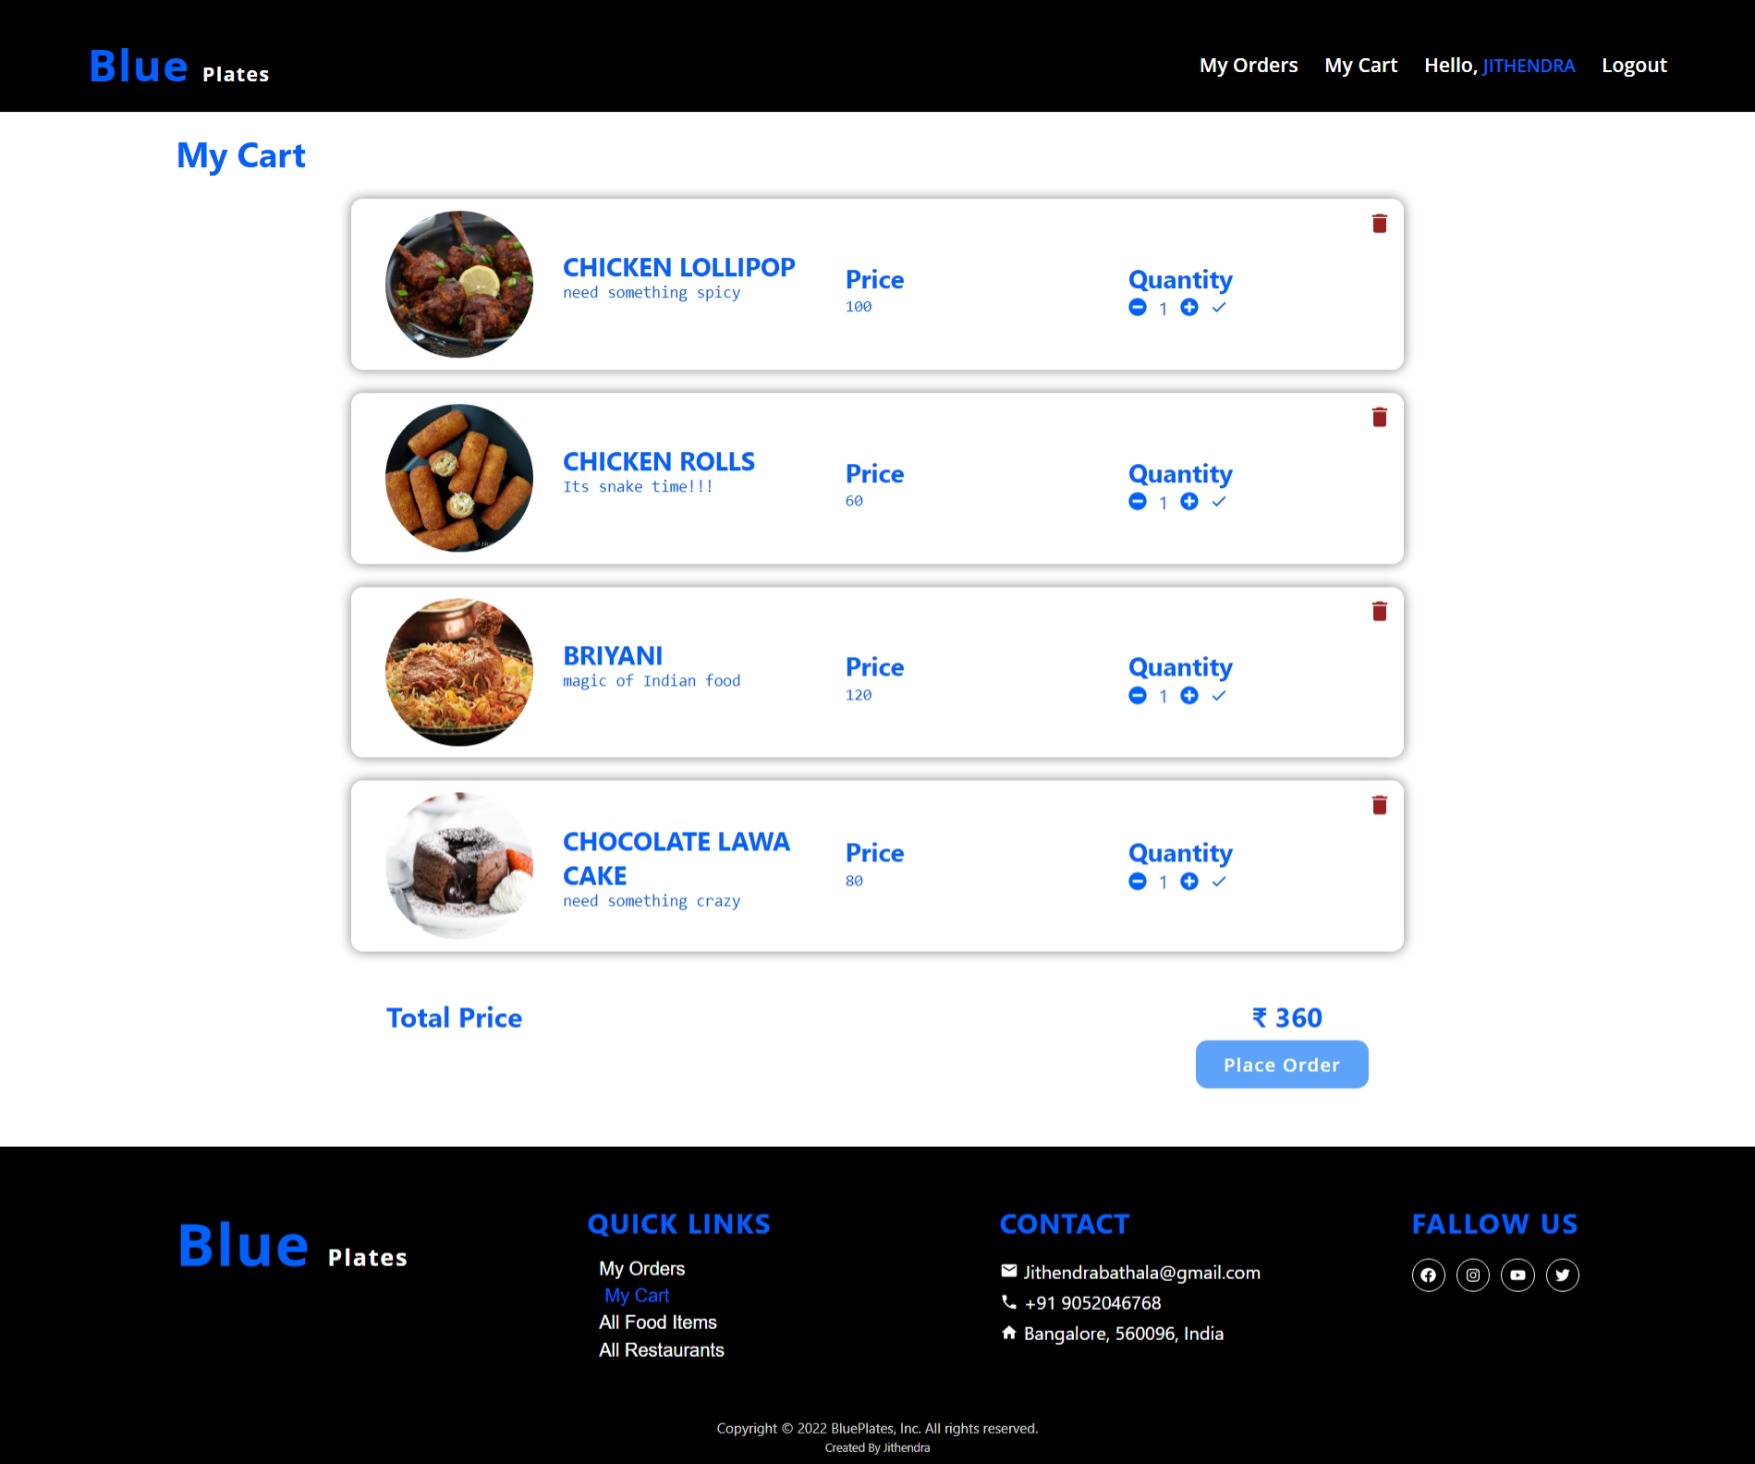 Blue Plates
My Orders My Cart Hello, JITHENDRA Logout
My Cart
CHICKEN LOLLIPOP
need something spicy
Price
100
Quantity
1
CHICKEN ROLLS
Its snake time!!!
Price
60
Quantity
1
BRIYANI
magic of Indian food
Price
120
Quantity
1
CHOCOLATE LAWA
CAKE
need something crazy
Price
80
Quantity
1
Total Price
₹ 360
Place Order
Blue Plates
QUICK LINKS
My Orders
My Cart
All Food Items
All Restaurants
CONTACT
Jithendrabathala@gmail.com
+91 9052046768
Bangalore, 560096, India
FALLOW US
Copyright © 2022 BluePlates, Inc. All rights reserved.
Created By Jithendra